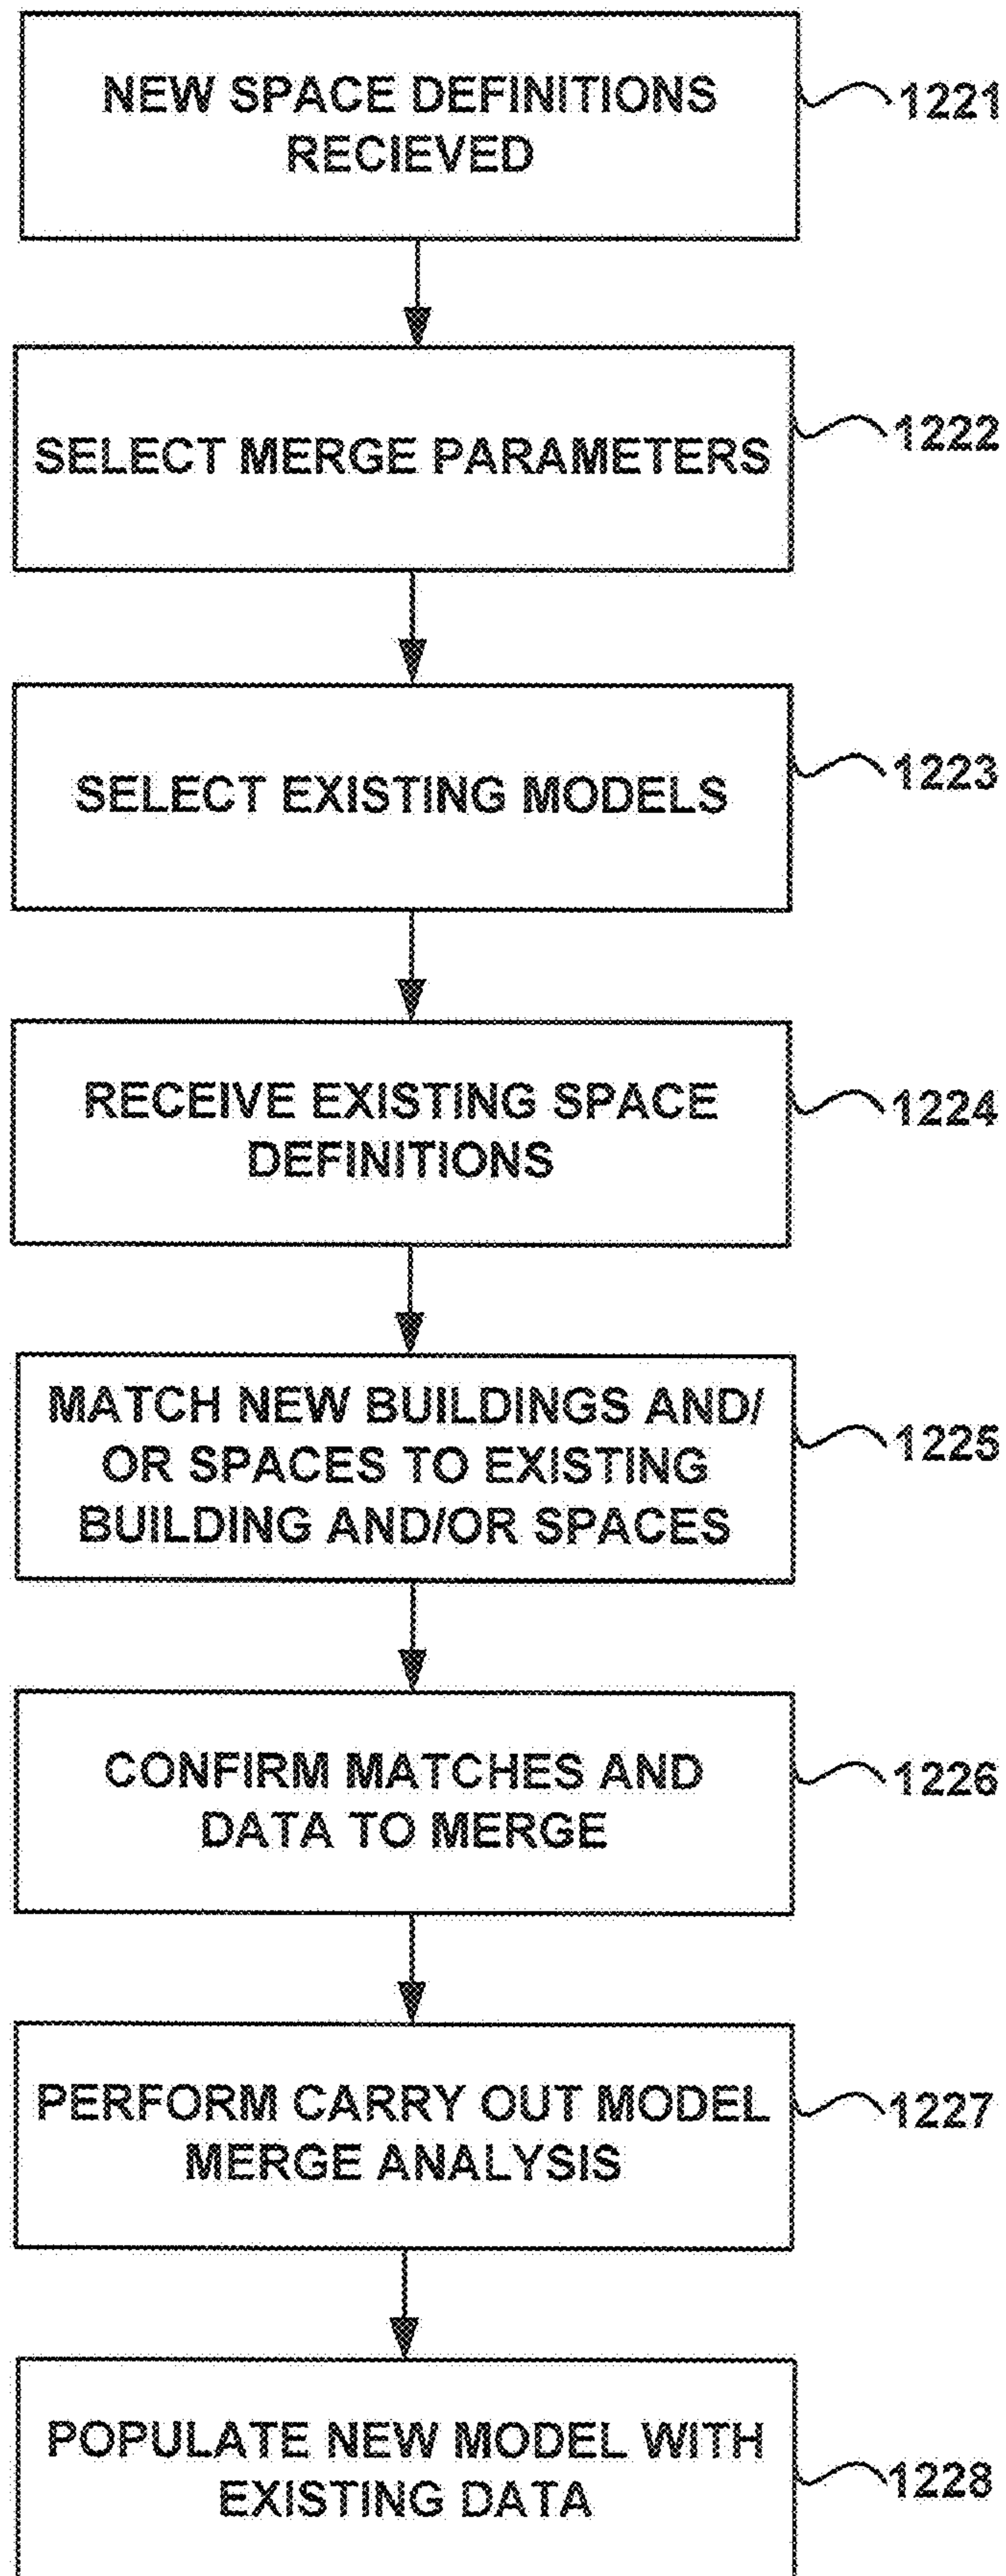 NEW SPACE DEFINITIONS
RECIEVED
1221
SELECT MERGE PARAMETERS
1222
SELECT EXISTING MODELS
1223
RECEIVE EXISTING SPACE
DEFINITIONS
1224
MATCH NEW BUILDINGS AND/
OR SPACES TO EXISTING
BUILDING AND/OR SPACES
1225
CONFIRM MATCHES AND
DATA TO MERGE
1226
PERFORM CARRY OUT MODEL
MERGE ANALYSIS
1227
POPULATE NEW MODEL WITH
EXISTING DATA
1228